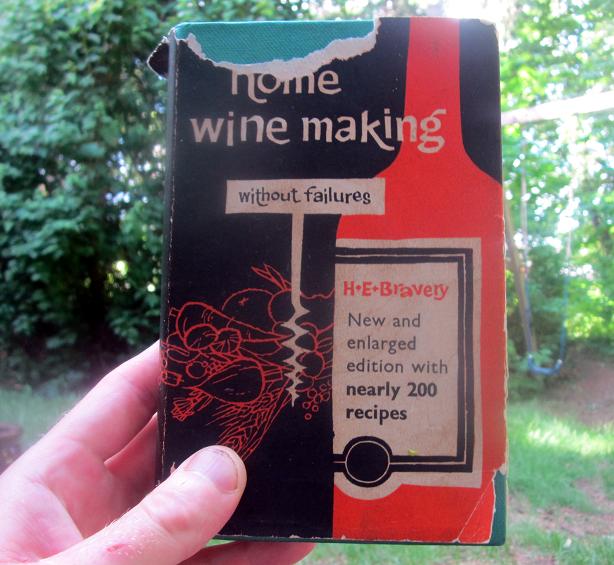 home
wine making
without failures
H•E•Bravery
New and
enlarged
edition with
nearly 200
recipes